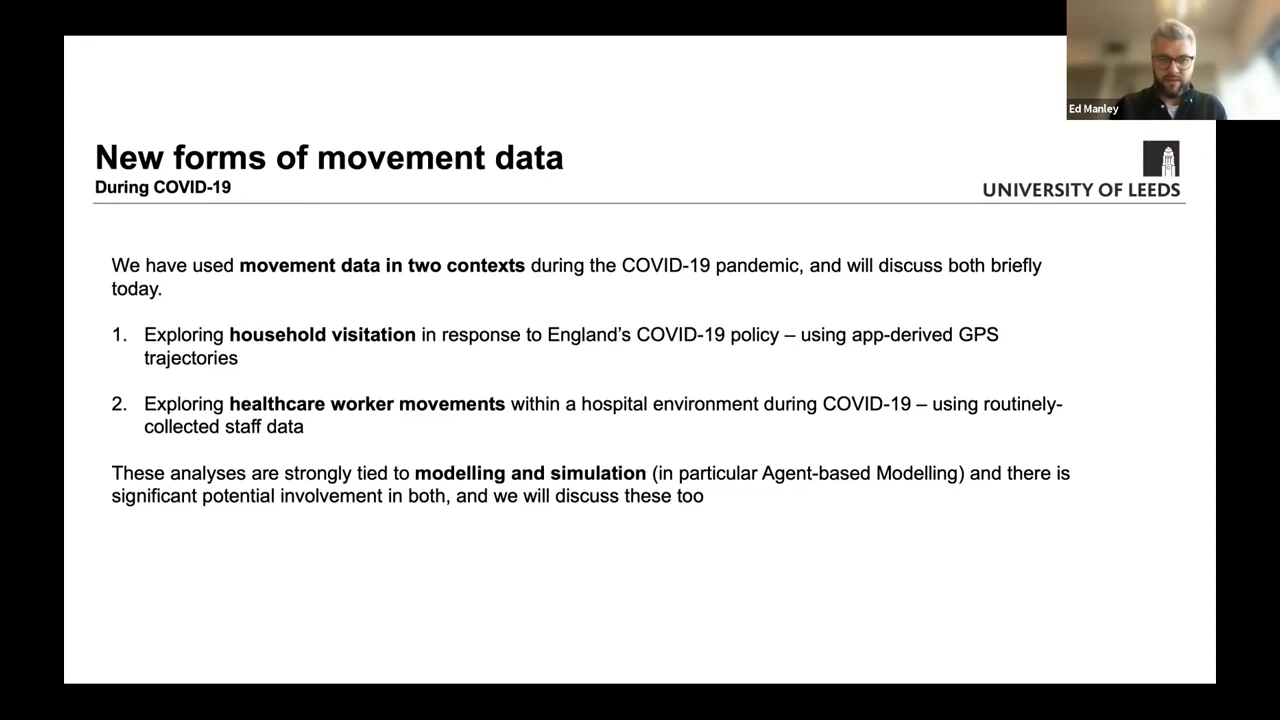 Ed Manley
New forms of movement data
During COVID-19
UNIVERSITY OF LEEDS
We have used movement data in two contexts during the COVID-19 pandemic, and will discuss both briefly
today.
1. Exploring household visitation in response to England's COVID-19 policy – using app-derived GPS
trajectories
2. Exploring healthcare worker movements within a hospital environment during COVID-19 – using routinely-
collected staff data
These analyses are strongly tied to modelling and simulation (in particular Agent-based Modelling) and there is
significant potential involvement in both, and we will discuss these too